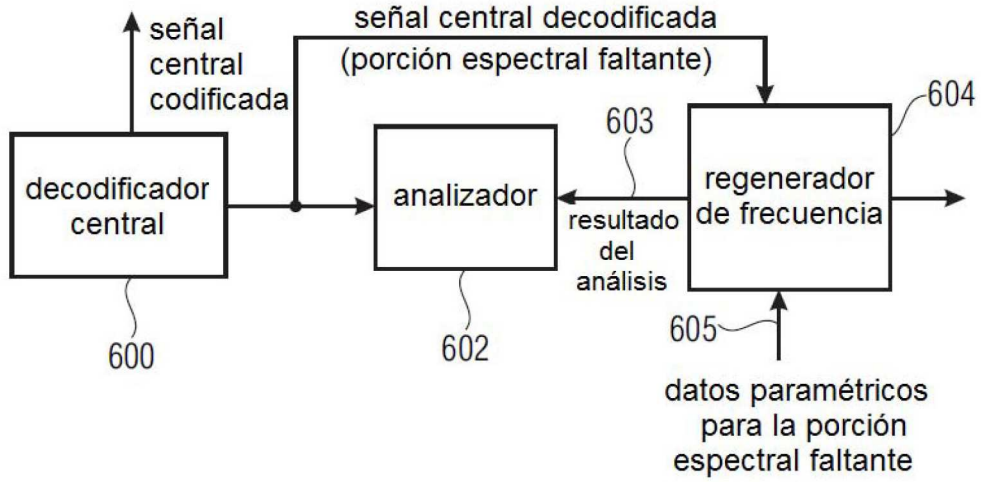 señal
central
codificada
señal central decodificada
(porción espectral faltante)
decodificador
central
600
analizador
602
603
resultado
del
análisis
regenerador
de frecuencia
604
605
datos paramétricos
para la porción
espectral faltante